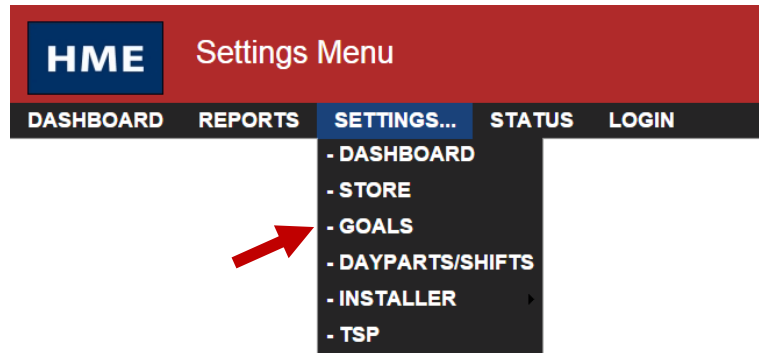 HME Settings Menu
DASHBOARD REPORTS SETTINGS... STATUS LOGIN
- DASHBOARD
- STORE
- GOALS
- DAYPARTS/SHIFTS
- INSTALLER
- TSP